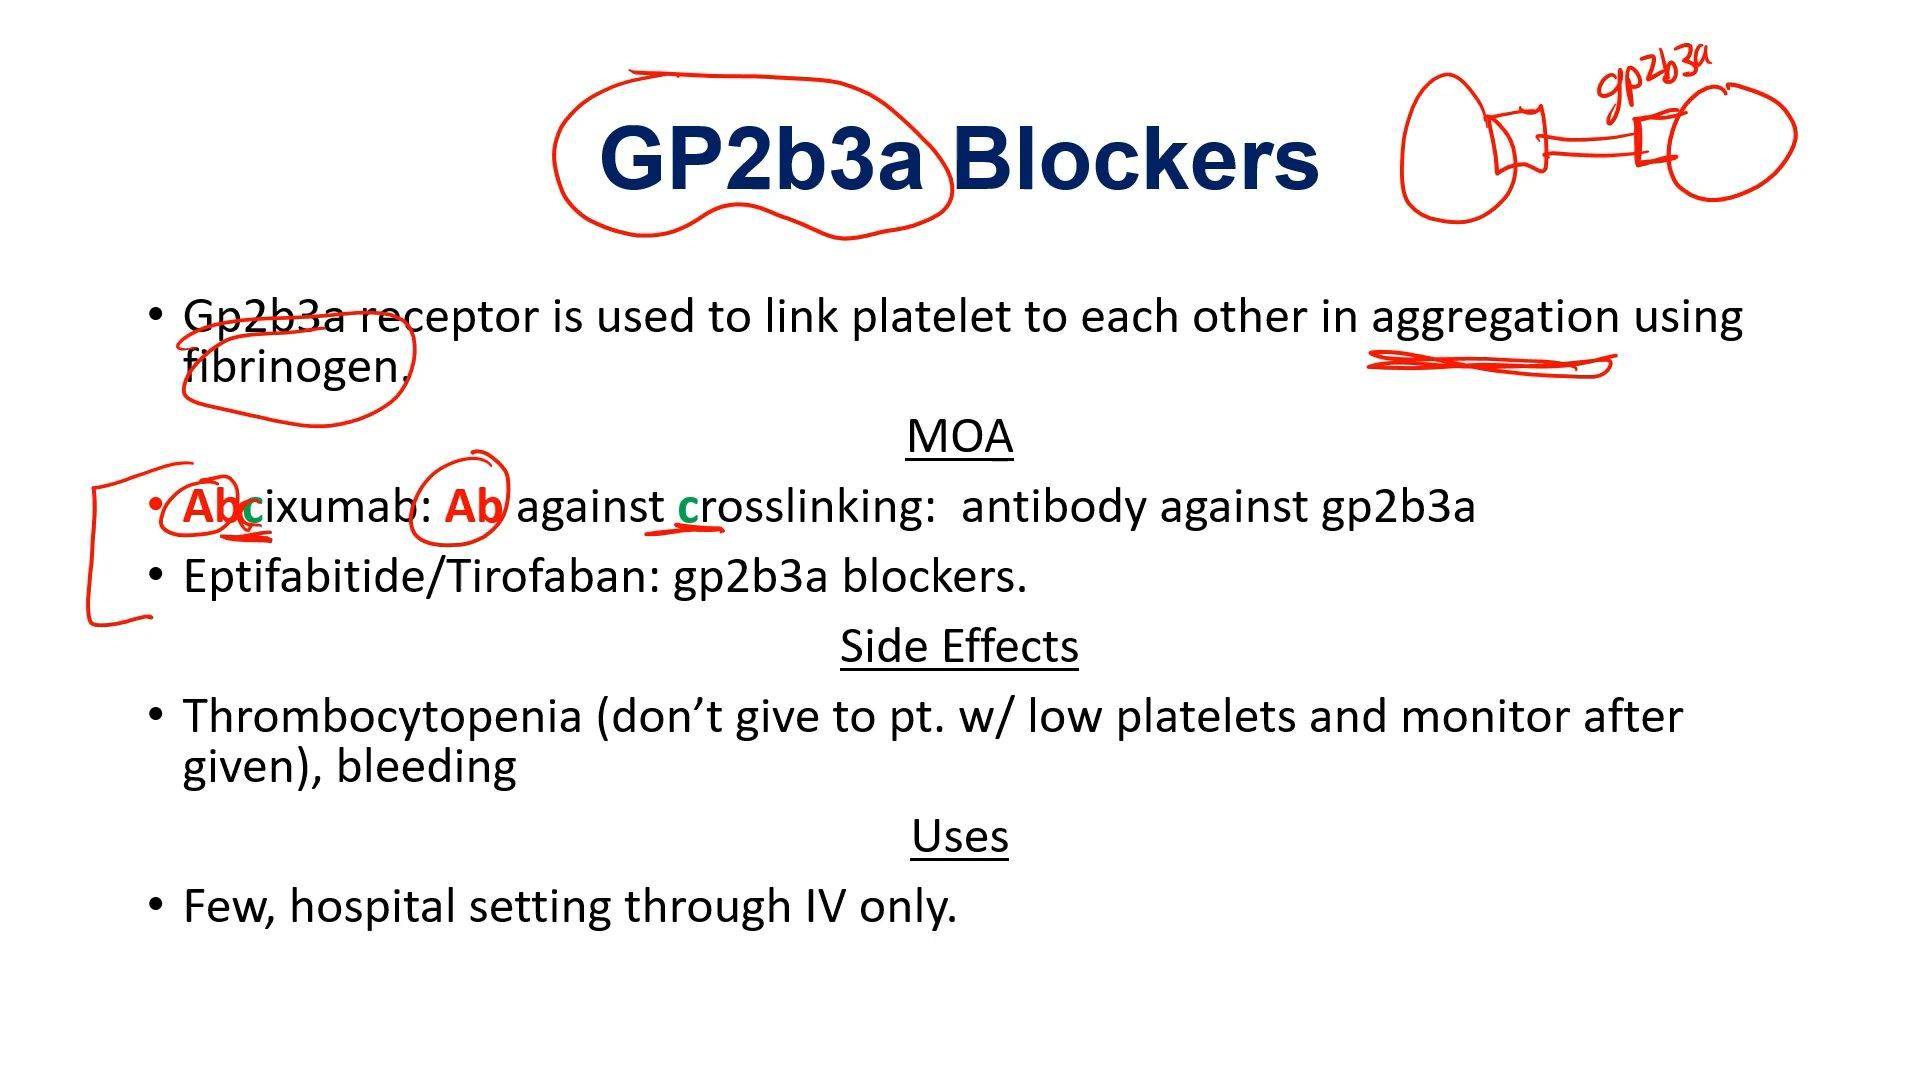 gp2b3a
GP2b3a Blockers
• Gp2b3a receptor is used to link platelet to each other in aggregation using
fibrinogen.
MOA
• Abcixumab: Ab against crosslinking: antibody against gp2b3a
• Eptifabitide/Tirofaban: gp2b3a blockers.
Side Effects
• Thrombocytopenia (don’t give to pt. w/ low platelets and monitor after
given), bleeding
Uses
• Few, hospital setting through IV only.